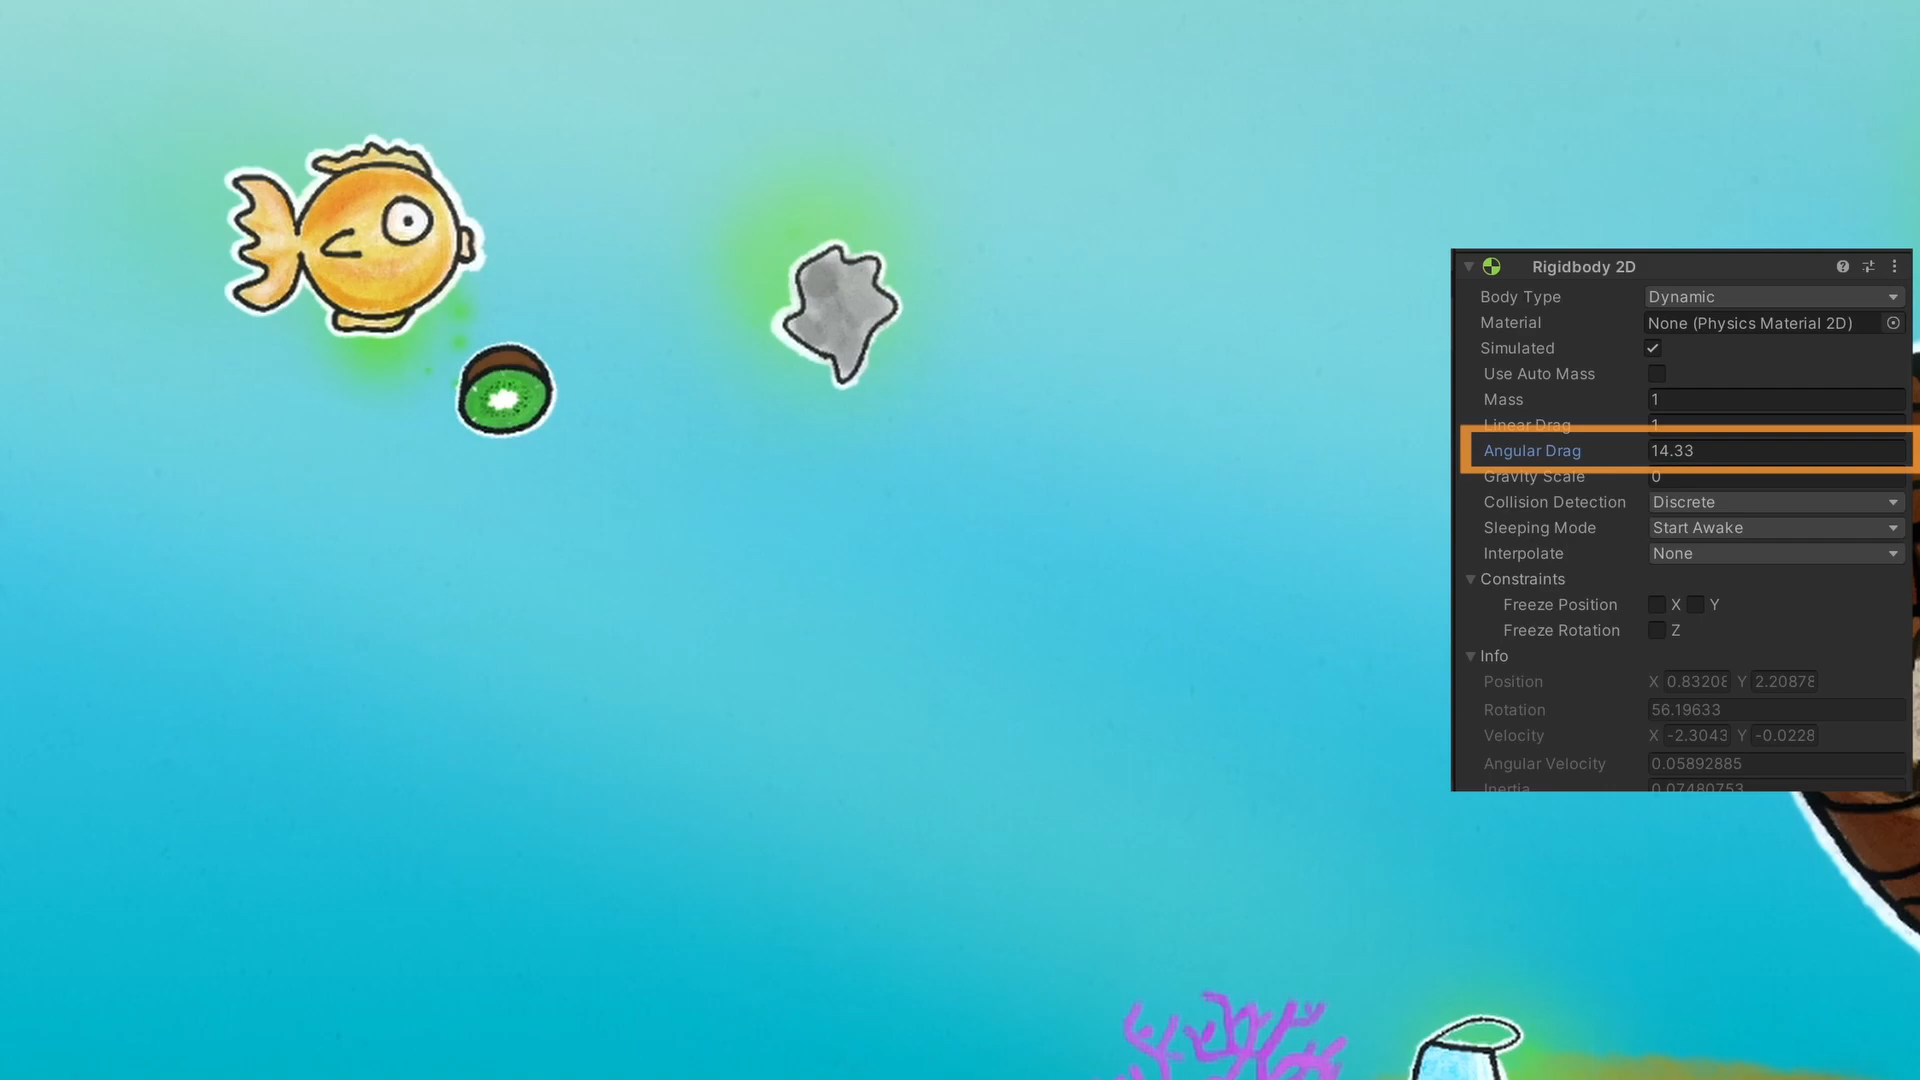 Rigidbody 2D
Body Type Dynamic
Material None (Physics Material 2D)
Simulated
Use Auto Mass
Mass 1
Linear Drag 1
Angular Drag 14.33
Gravity Scale 0
Collision Detection Discrete
Sleeping Mode Start Awake
Interpolate None
Constraints
Freeze Position X Y
Freeze Rotation Z
Info
Position X 0.83208 Y 2.20878
Rotation 56.19633
Velocity X -2.3043 Y -0.0228
Angular Velocity 0.05892885
Inertia 0.07480753